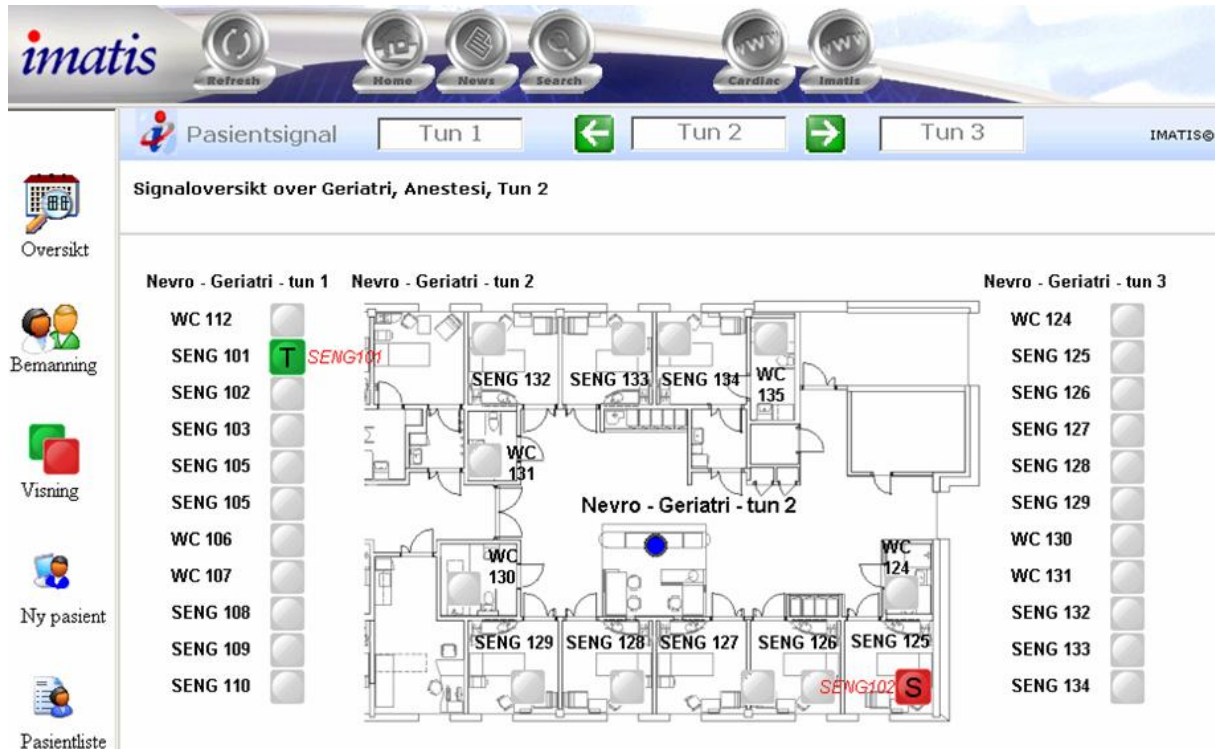 imatis
Refresh
Home
News
Search
Cardiac
Imatis
Pasientsignal
Tun 1
Tun 2
Tun 3
IMATIS©
Signaloversikt over Geriatri, Anestesi, Tun 2
Oversikt
Bemanning
Visning
Ny pasient
Pasientliste
Nevro - Geriatri - tun 1
WC 112
SENG 101 T SENG101
SENG 102
SENG 103
SENG 105
SENG 105
WC 106
WC 107
SENG 108
SENG 109
SENG 110
Nevro - Geriatri - tun 2
SENG 132
SENG 133
SENG 134
WC
135
WC
131
Nevro - Geriatri - tun 2
WC
130
WC
124
SENG 129
SENG 128
SENG 127
SENG 126
SENG 125
SENG102 S
Nevro - Geriatri - tun 3
WC 124
SENG 125
SENG 126
SENG 127
SENG 128
SENG 129
WC 130
WC 131
SENG 132
SENG 133
SENG 134